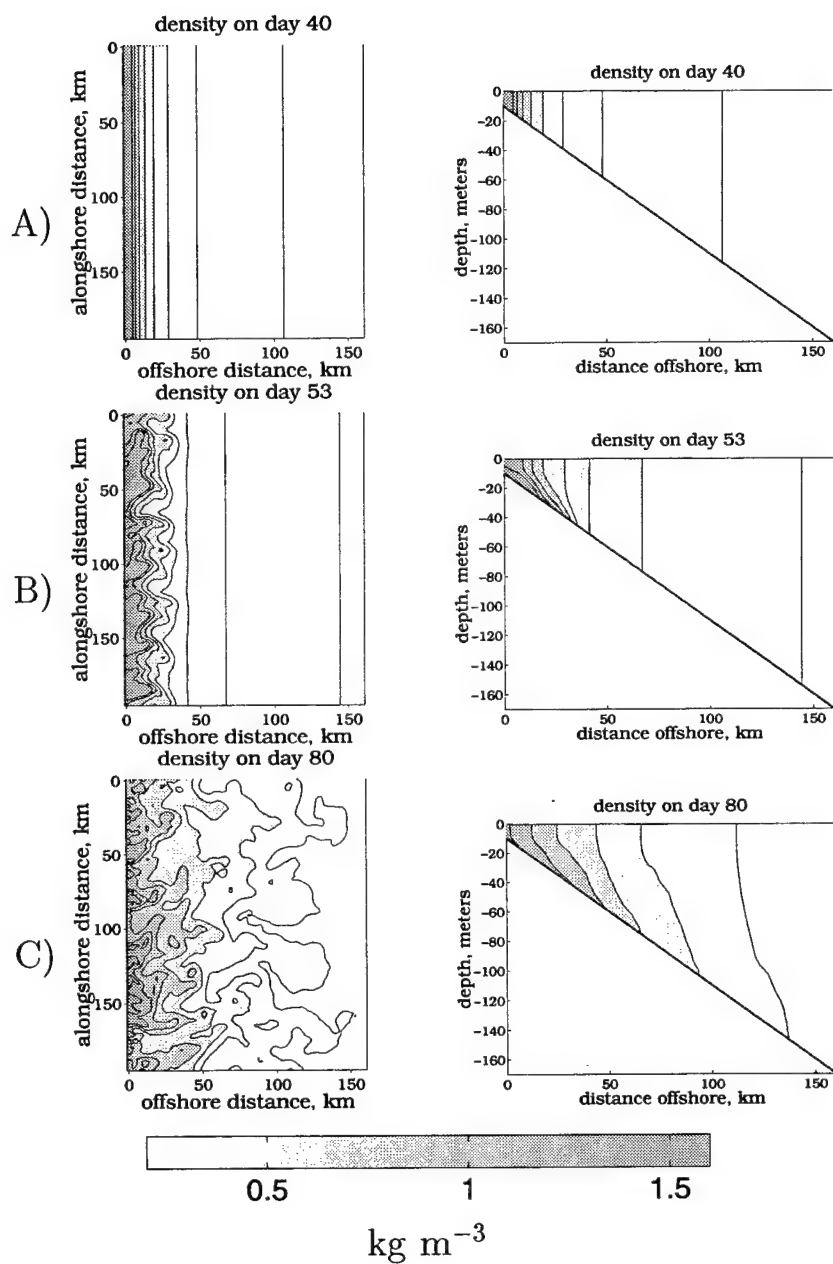 density on day 40
0
50
100
150
alongshore distance, km
0 50 100 150
offshore distance, km
A)
density on day 40
0
-20
-40
-60
-80
-100
-120
-140
-160
depth, meters
0 50 100 150
distance offshore, km
density on day 53
0
50
100
150
alongshore distance, km
0 50 100 150
offshore distance, km
B)
density on day 53
0
-20
-40
-60
-80
-100
-120
-140
-160
depth, meters
0 50 100 150
distance offshore, km
density on day 80
0
50
100
150
alongshore distance, km
0 50 100 150
offshore distance, km
C)
density on day 80
0
-20
-40
-60
-80
-100
-120
-140
-160
depth, meters
0 50 100 150
distance offshore, km
0.5 1 1.5
kg m⁻³